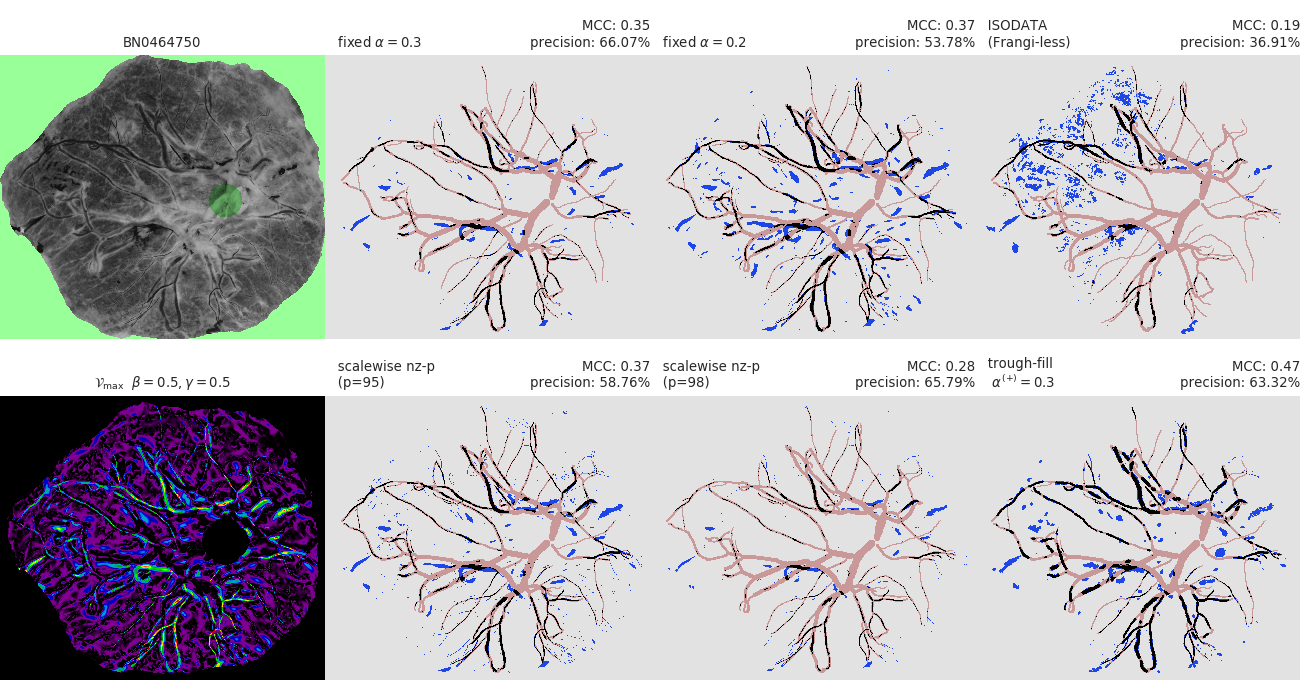 BN0464750
fixed α = 0.3
MCC: 0.35
precision: 66.07%
fixed α = 0.2
MCC: 0.37
precision: 53.78%
ISODATA
(Frangi-less)
MCC: 0.19
precision: 36.91%
𝒱max β = 0.5, γ = 0.5
scalewise nz-p
(p=95)
MCC: 0.37
precision: 58.76%
scalewise nz-p
(p=98)
MCC: 0.28
precision: 65.79%
trough-fill
α(+) = 0.3
MCC: 0.47
precision: 63.32%